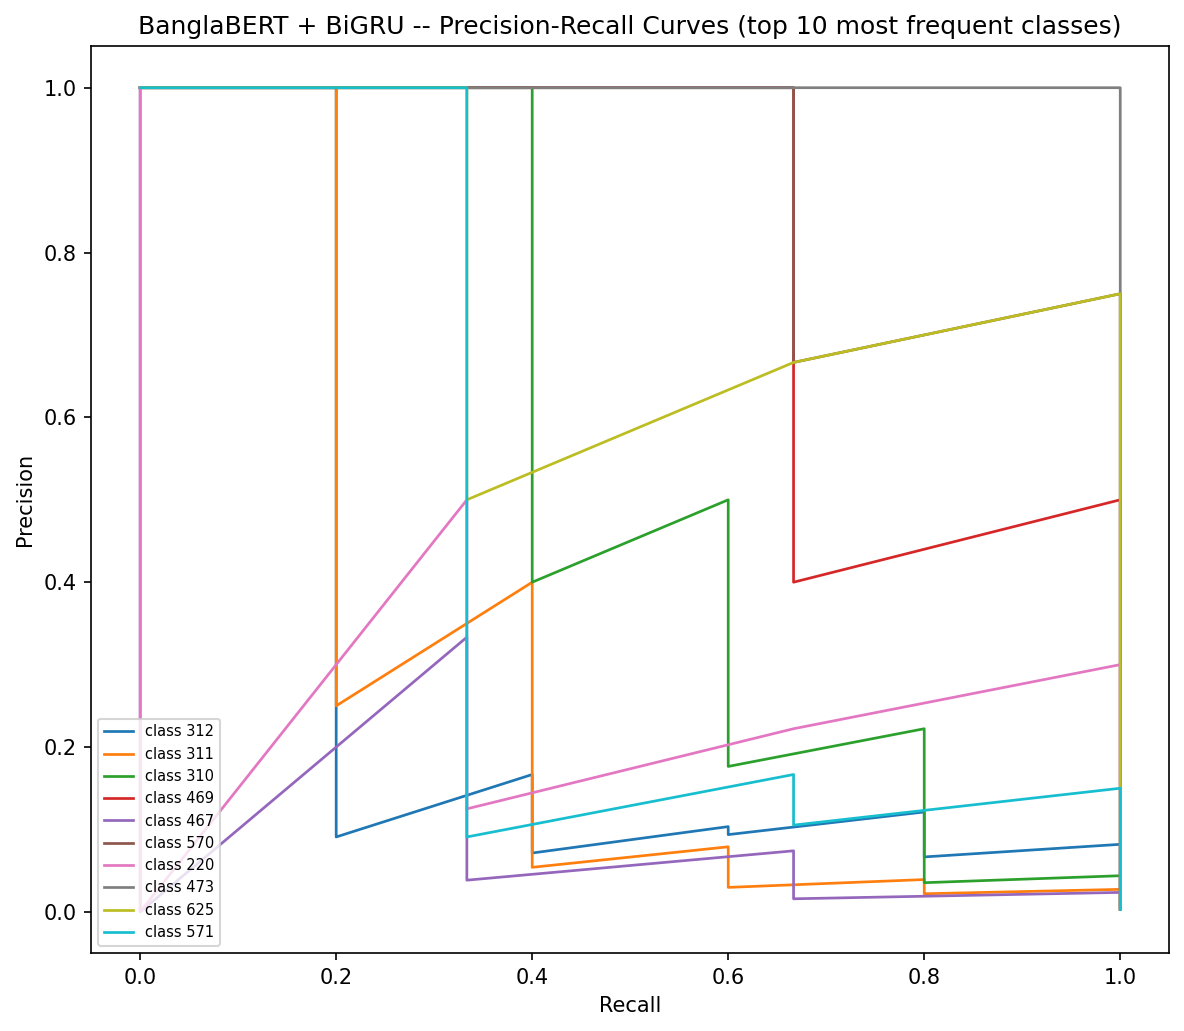 BanglaBERT + BiGRU -- Precision-Recall Curves (top 10 most frequent classes)
1.0
0.8
0.6
0.4
0.2
0.0
Precision
class 312
class 311
class 310
class 469
class 467
class 570
class 220
class 473
class 625
class 571
0.0 0.2 0.4 0.6 0.8 1.0
Recall